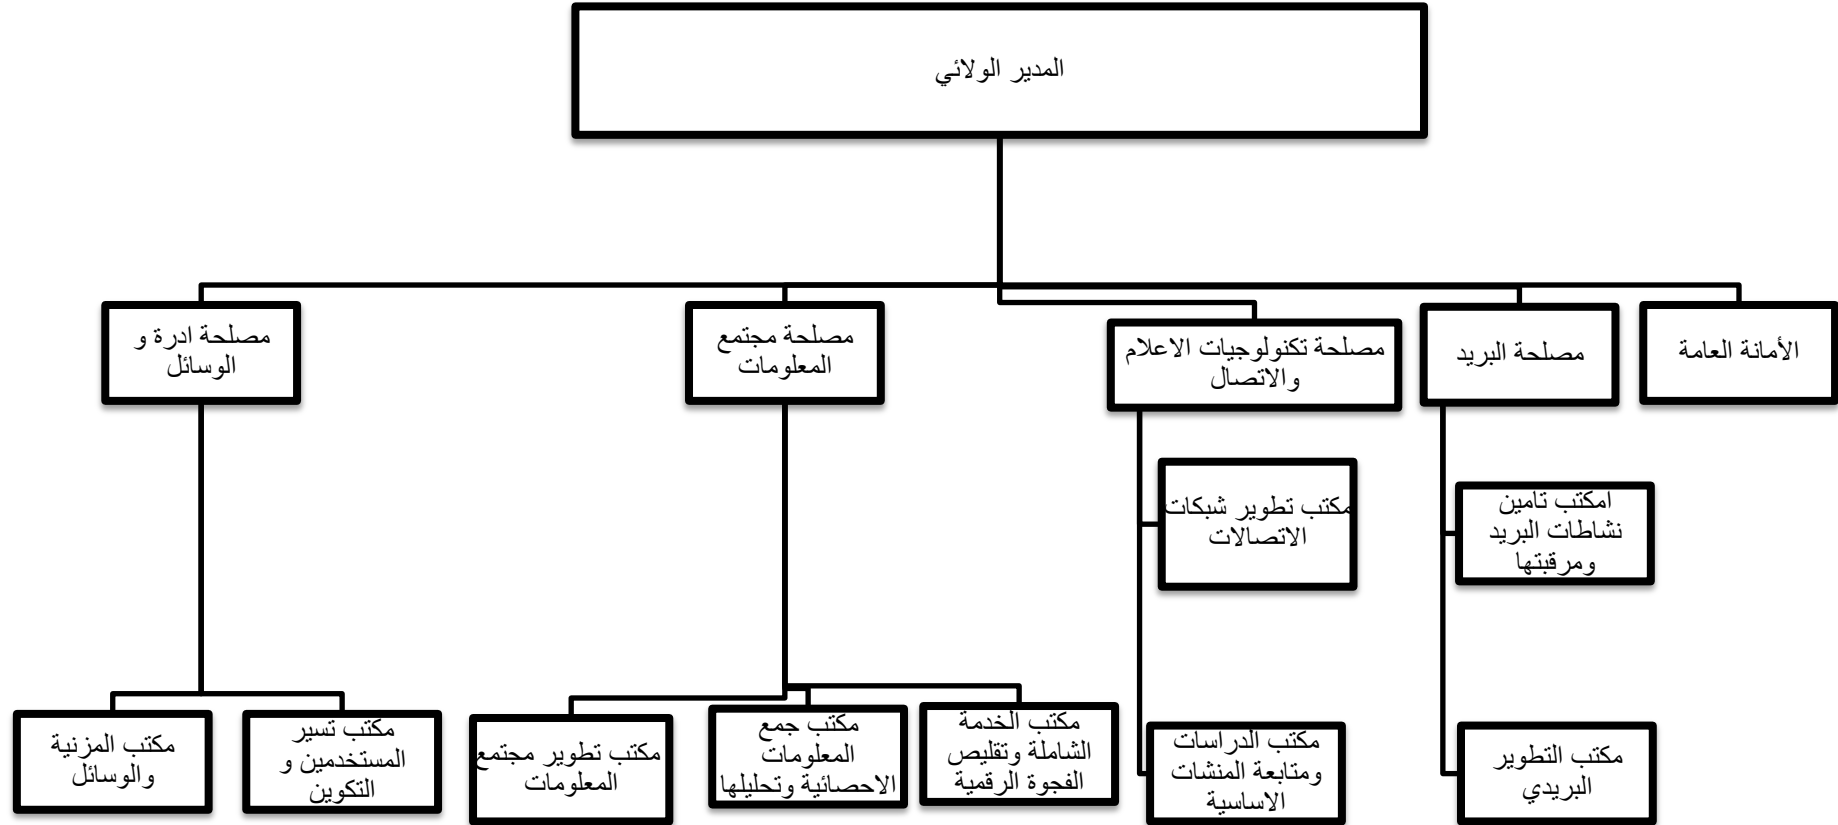 المدير الولائي
الأمانة العامة
مصلحة البريد
مصلحة تكنولوجيات الاعلام
والاتصال
مصلحة مجتمع
المعلومات
مصلحة ادرة و
الوسائل
امكتب تامين
نشاطات البريد
ومرقبتها
مكتب تطوير شبكات
الاتصالات
مكتب التطوير
البريدي
مكتب الدراسات
ومتابعة المنشات
الاساسية
مكتب الخدمة
الشاملة وتقليص
الفجوة الرقمية
مكتب جمع
المعلومات
الاحصائية وتحليلها
مكتب تطوير مجتمع
المعلومات
مكتب تسير
المستخدمين و
التكوين
مكتب المزنية
والوسائل